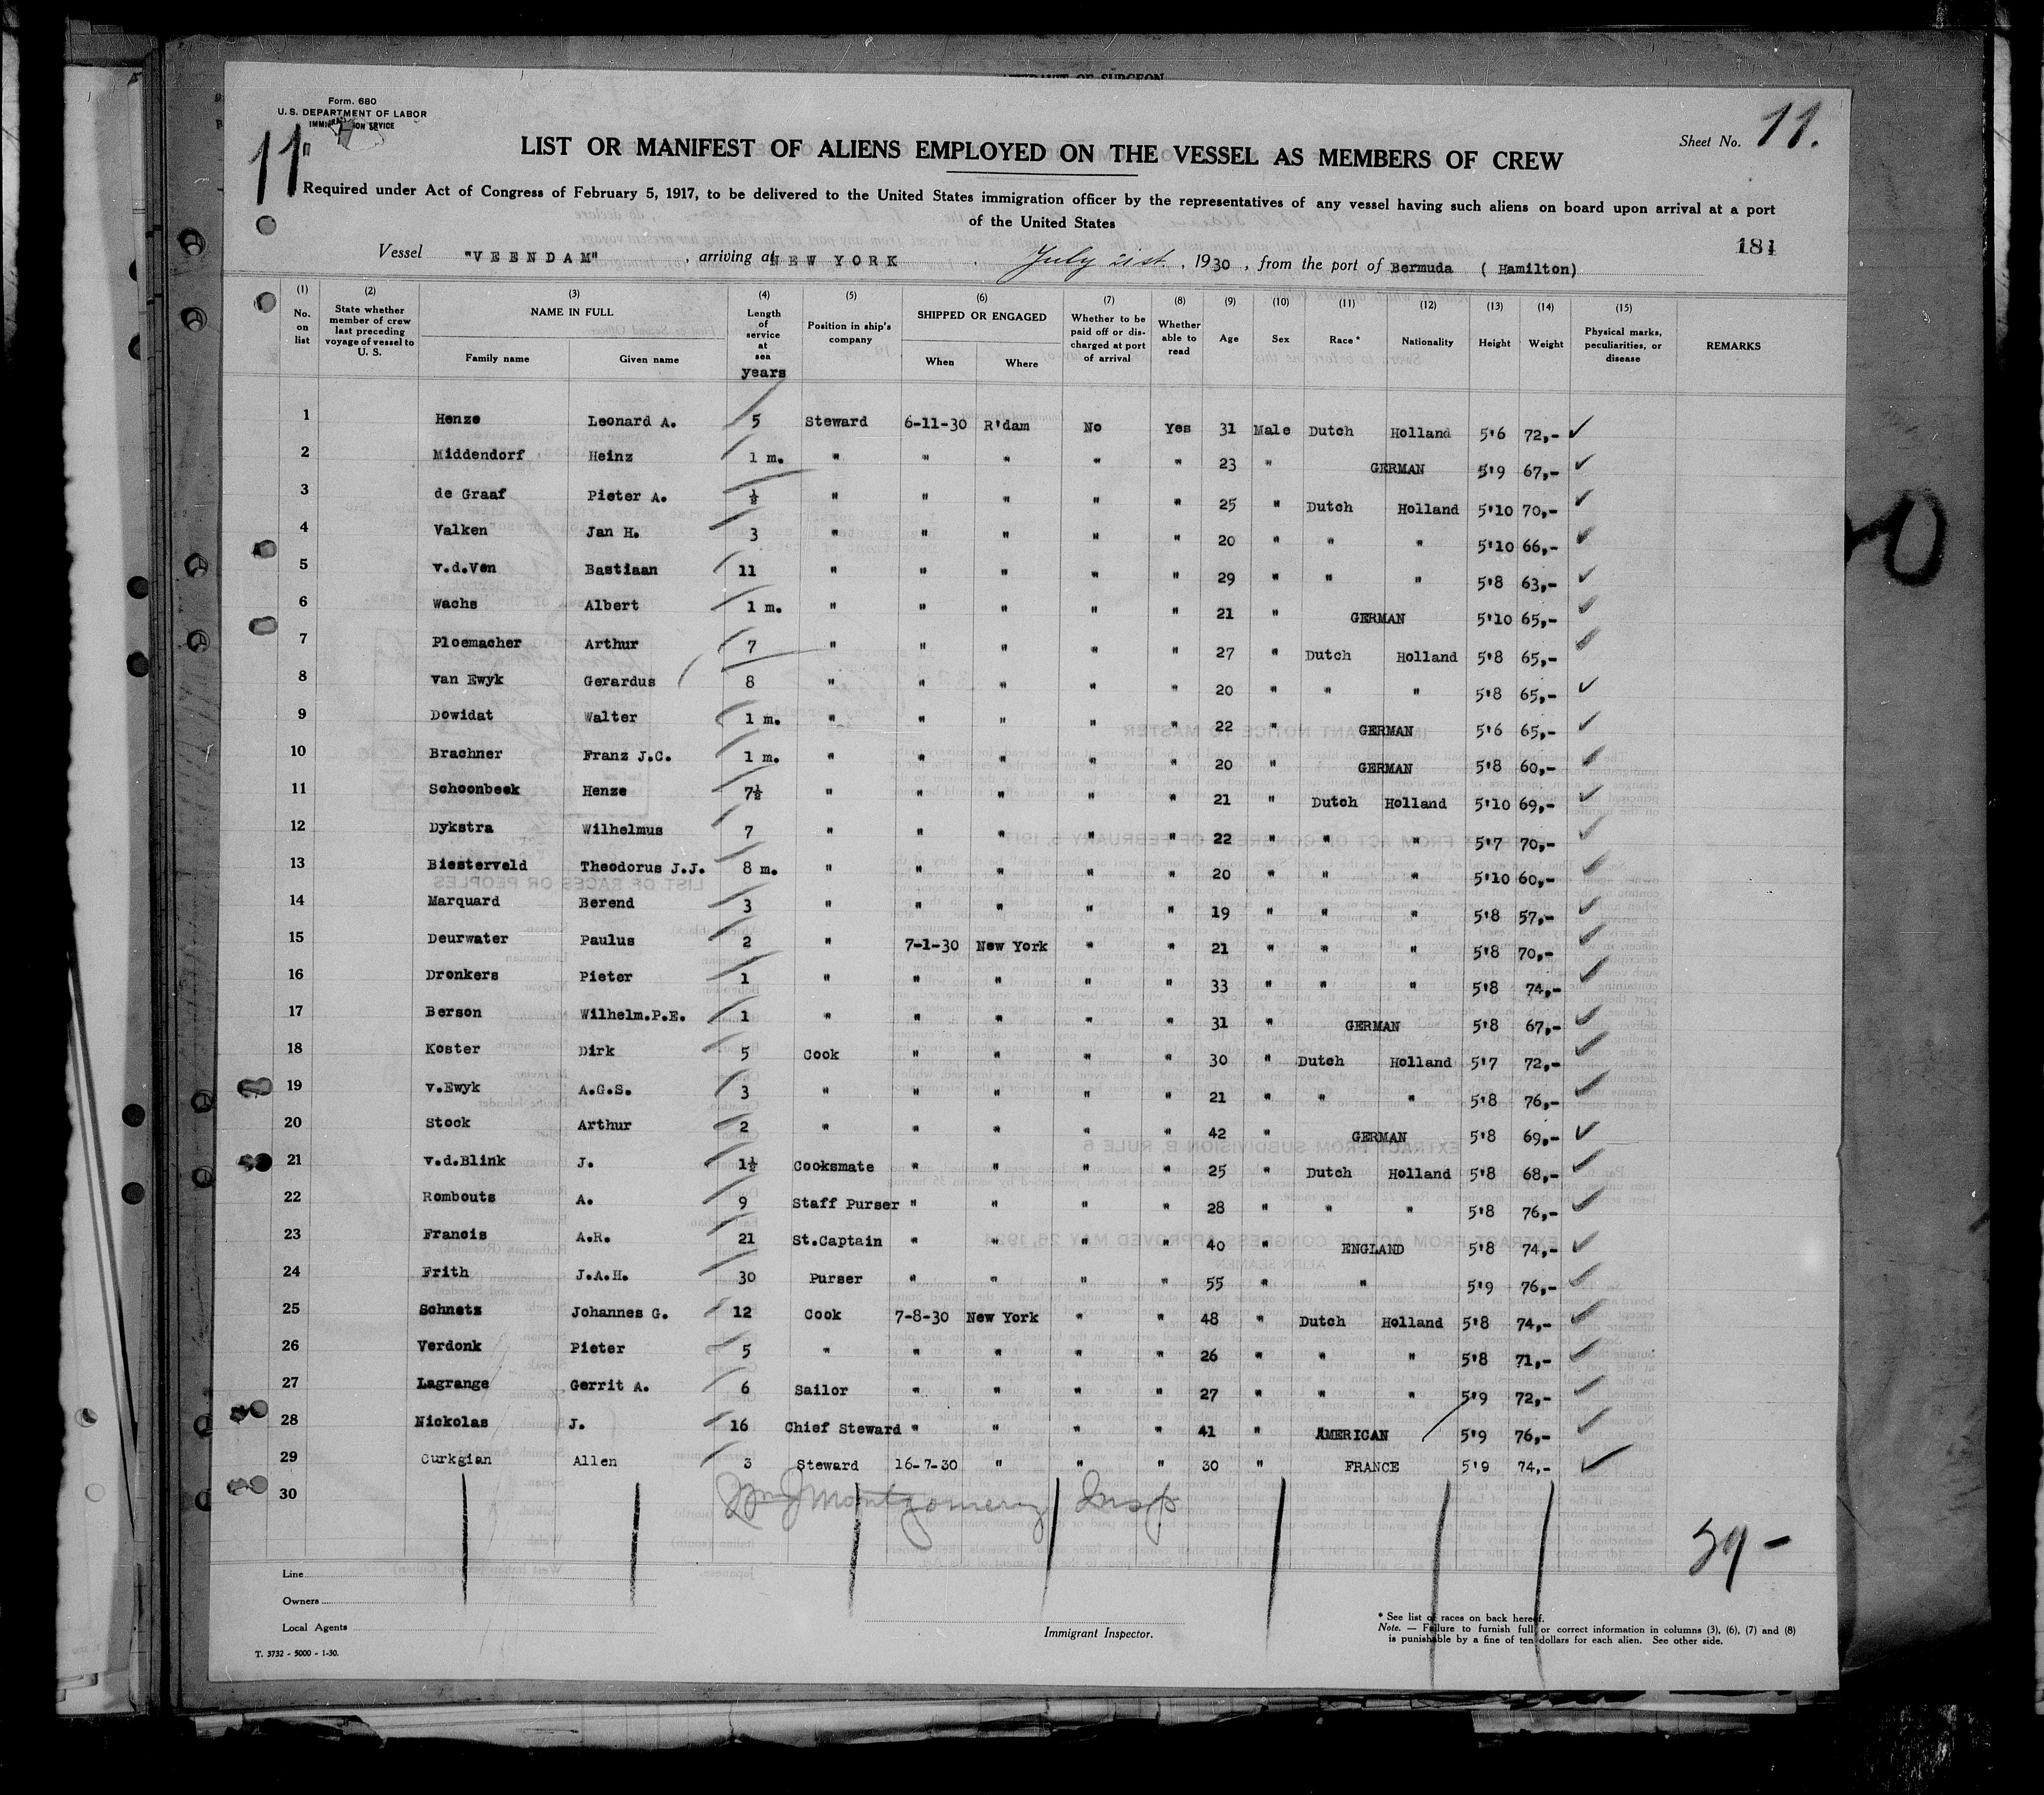 AFFIDAVIT OF SURGEON
Form. 680
U. S. DEPARTMENT OF LABOR
11
Sheet No. 11.
LIST OR MANIFEST OF ALIENS EMPLOYED ON THE VESSEL AS MEMBERS OF CREW
Required under Act of Congress of February 5, 1917, to be delivered to the United States immigration officer by the representatives of any vessel having such aliens on board upon arrival at a port
of the United States
181
Vessel "VEENDAM" , arriving at NEW YORK July 21st. , 1930 , from the port of Bermuda ( Hamilton)
(1) (2) (3) (4) (5) (6) (7) (8) (9) (10) (11) (12) (13) (14) (15)
No. on list State whether member of crew last preceding voyage of vessel to U. S. NAME IN FULL Family name Given name Length of service at sea years Position in ship's company SHIPPED OR ENGAGED When Where Whether to be paid off or discharged at port of arrival Whether able to read Age Sex Race * Nationality Height Weight Physical marks, peculiarities, or disease REMARKS
1 Henze Leonard A. 5 Steward 6-11-30 R'dam No Yes 31 Male Dutch Holland 5'6 72,- ✓
2 Middendorf Heinz 1 m. " " " " " 23 " GERMAN 5'9 67,- ✓
3 de Graaf Pieter A. ½ " " " " " 25 " Dutch Holland 5'10 70,- ✓
4 Valken Jan H. 3 " " " " " 20 " " " 5'10 66,- ✓
5 v.d.Ven Bastiaan 11 " " " " " 29 " " " 5'8 63,- ✓
6 Wachs Albert 1 m. " " " " " 21 " GERMAN 5'10 65,- ✓
7 Ploemacher Arthur 7 " " " " " 27 " Dutch Holland 5'8 65,- ✓
8 van Ewyk Gerardus 8 " " " " " 20 " " " 5'8 65,- ✓
9 Dowidat Walter 1 m. " " " " " 22 " GERMAN 5'6 65,- ✓
10 Brachner Franz J.C. 1 m. " " " " " 20 " GERMAN 5'8 60,- ✓
11 Schoonbeek Henze 7½ " " " " " 21 " Dutch Holland 5'10 69,- ✓
12 Dykstra Wilhelmus 7 " " " " " 22 " " " 5'7 70,- ✓
13 Biesterveld Theodorus J.J. 8 m. " " " " " 20 " " " 5'10 60,- ✓
14 Marquard Berend 3 " " " " " 19 " " " 5'8 57,- ✓
15 Deurwater Paulus 2 " 7-1-30 New York " " 21 " " " 5'8 70,- ✓
16 Dronkers Pieter 1 " " " " " 33 " " " 5'8 74,- ✓
17 Berson Wilhelm.P.E. 1 " " " " " 31 " GERMAN 5'8 67,- ✓
18 Koster Dirk 5 Cook " " " " 30 " Dutch Holland 5'7 72,- ✓
19 v.Ewyk A.G.S. 3 " " " " " 21 " " " 5'8 76,- ✓
20 Stock Arthur 2 " " " " " 42 " GERMAN 5'8 69,- ✓
21 v.d.Blink J. 1½ Cooksmate " " " " 25 " Dutch Holland 5'8 68,- ✓
22 Rombouts A. 9 Staff Purser " " " " 28 " " " 5'8 76,- ✓
23 Francis A.R. 21 St.Captain " " " " 40 " ENGLAND 5'8 74,- ✓
24 Frith J.A.H. 30 Purser " " " " 55 " " 5'9 76,- ✓
25 Schnetz Johannes G. 12 Cook 7-8-30 New York " " 48 " Dutch Holland 5'8 74,- ✓
26 Verdonk Pieter 5 " " " " " 26 " " " 5'8 71,- ✓
27 Lagrange Gerrit A. 6 Sailor " " " " 27 " " " 5'9 72,- ✓
28 Nickolas J. 16 Chief Steward " " " " 41 " AMERICAN 5'9 76,- ✓
29 Curkgian Allen 3 Steward 16-7-30 " " " 30 " FRANCE 5'9 74,- ✓
30
Montgomery Insp
Line
Owners
Local Agents
Immigrant Inspector.
* See list of races on back hereof.
Note. — Failure to furnish full or correct information in columns (3), (6), (7) and (8)
is punishable by a fine of ten dollars for each alien. See other side.
T. 3732 - 5000 - 1-30.